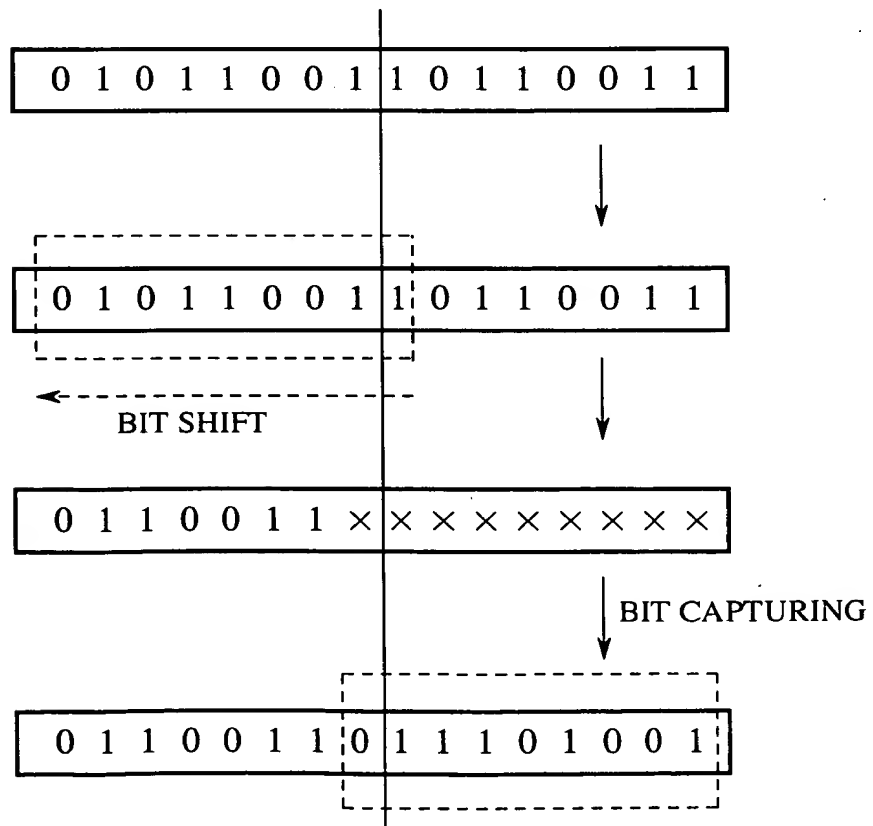 0 1 0 1 1 0 0 1 1 0 1 1 0 0 1 1
0 1 0 1 1 0 0 1 1 0 1 1 0 0 1 1
BIT SHIFT
0 1 1 0 0 1 1 × × × × × × × × ×
BIT CAPTURING
0 1 1 0 0 1 1 0 1 1 1 0 1 0 0 1